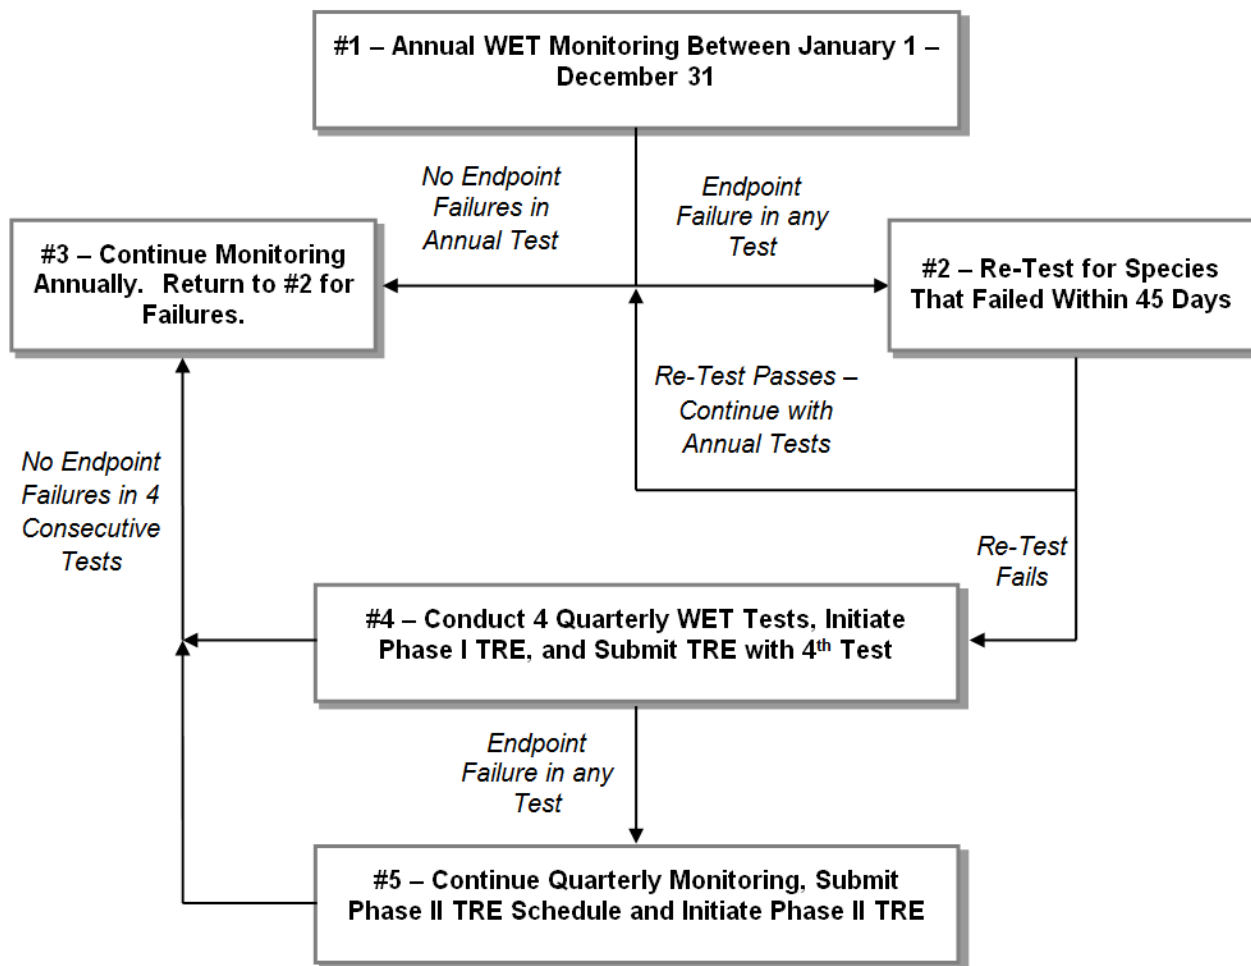 #1 – Annual WET Monitoring Between January 1 –
December 31
No Endpoint
Failures in
Annual Test
Endpoint
Failure in any
Test
#3 – Continue Monitoring
Annually.  Return to #2 for
Failures.
#2 – Re-Test for Species
That Failed Within 45 Days
Re-Test Passes –
Continue with
Annual Tests
No Endpoint
Failures in 4
Consecutive
Tests
Re-Test
Fails
#4 – Conduct 4 Quarterly WET Tests, Initiate
Phase I TRE, and Submit TRE with 4th Test
Endpoint
Failure in any
Test
#5 – Continue Quarterly Monitoring, Submit
Phase II TRE Schedule and Initiate Phase II TRE